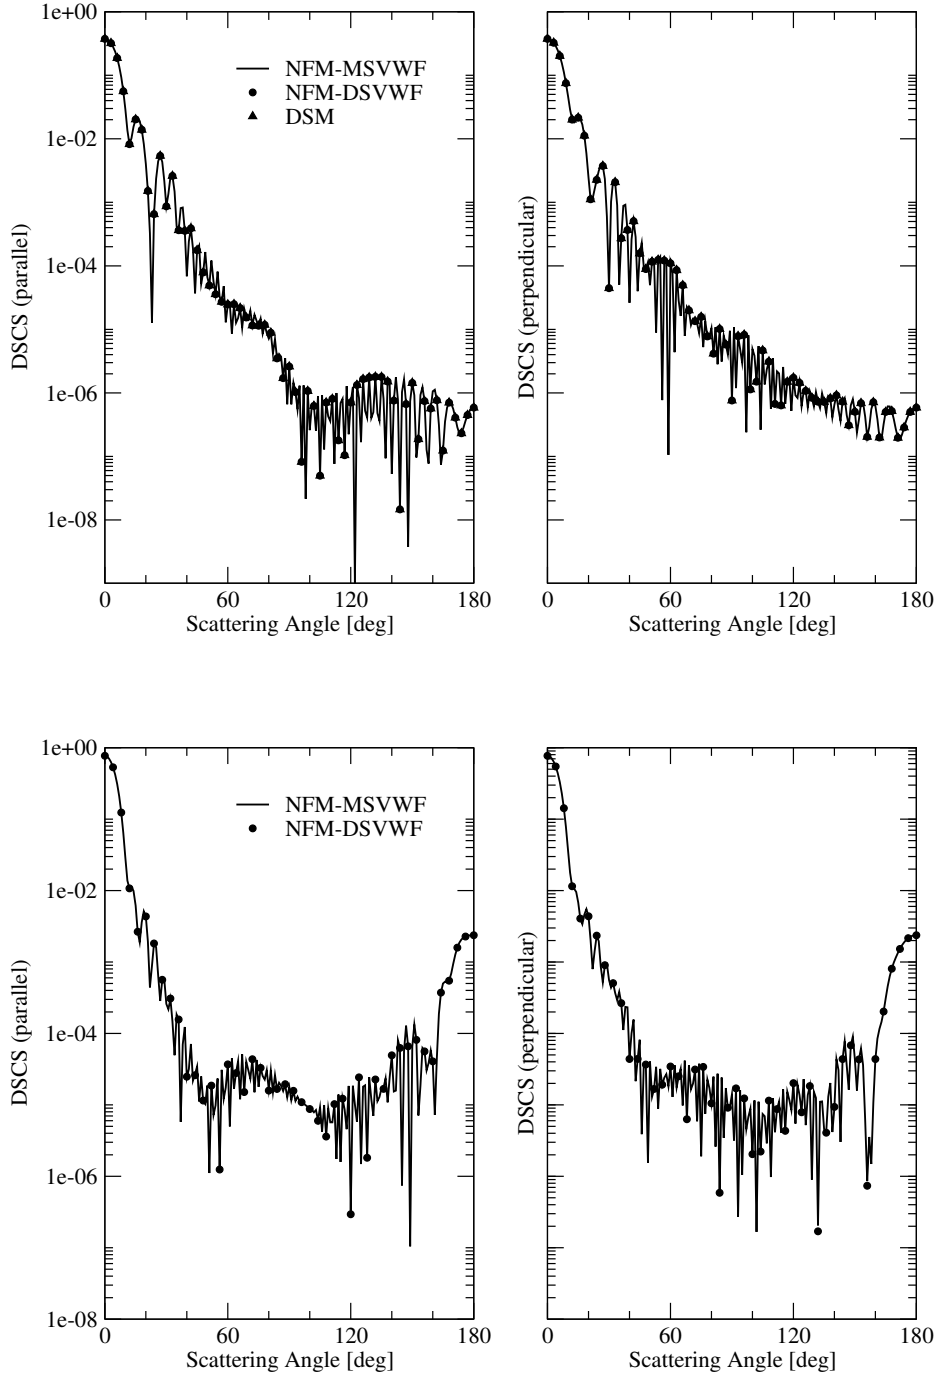 1e+00
1e-02
1e-04
1e-06
1e-08
DSCS (parallel)
NFM-MSVWF
NFM-DSVWF
DSM
0
60
120
180
Scattering Angle [deg]
DSCS (perpendicular)
0
60
120
180
Scattering Angle [deg]
1e+00
1e-02
1e-04
1e-06
1e-08
DSCS (parallel)
NFM-MSVWF
NFM-DSVWF
0
60
120
180
Scattering Angle [deg]
DSCS (perpendicular)
0
60
120
180
Scattering Angle [deg]